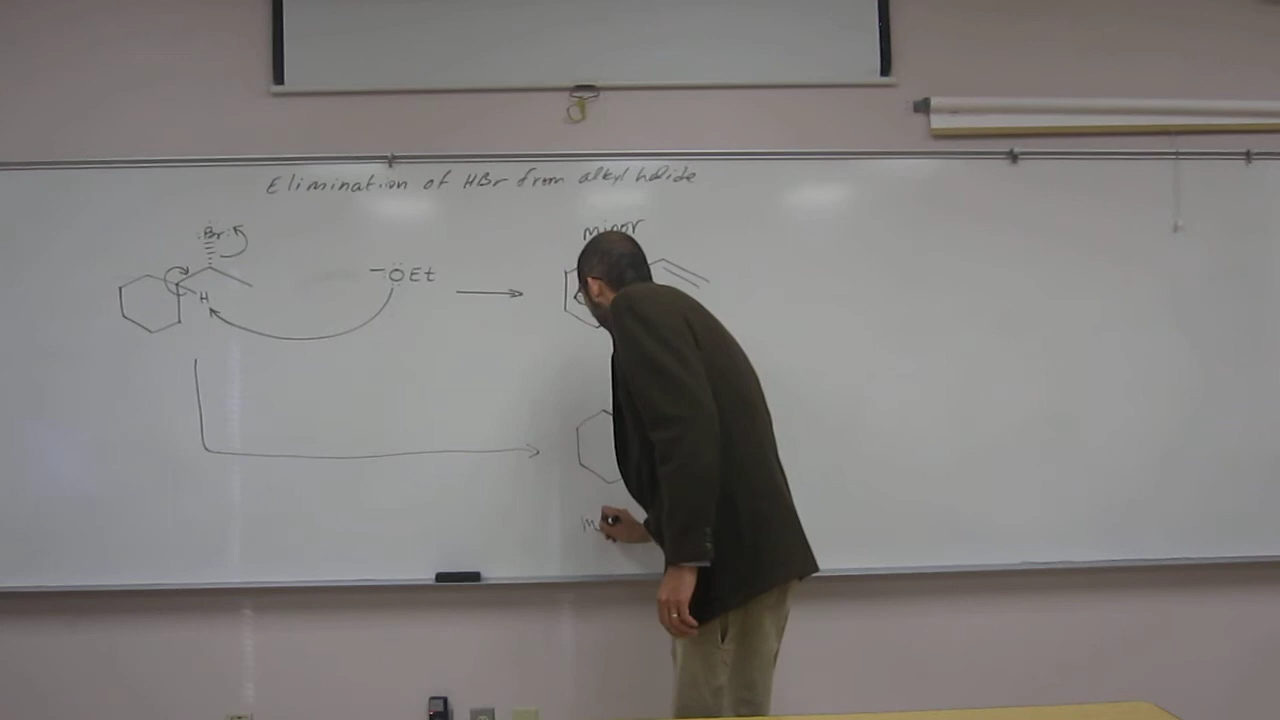 Elimination of HBr from alkyl halide
:Br:
minor
H
-:OEt
m